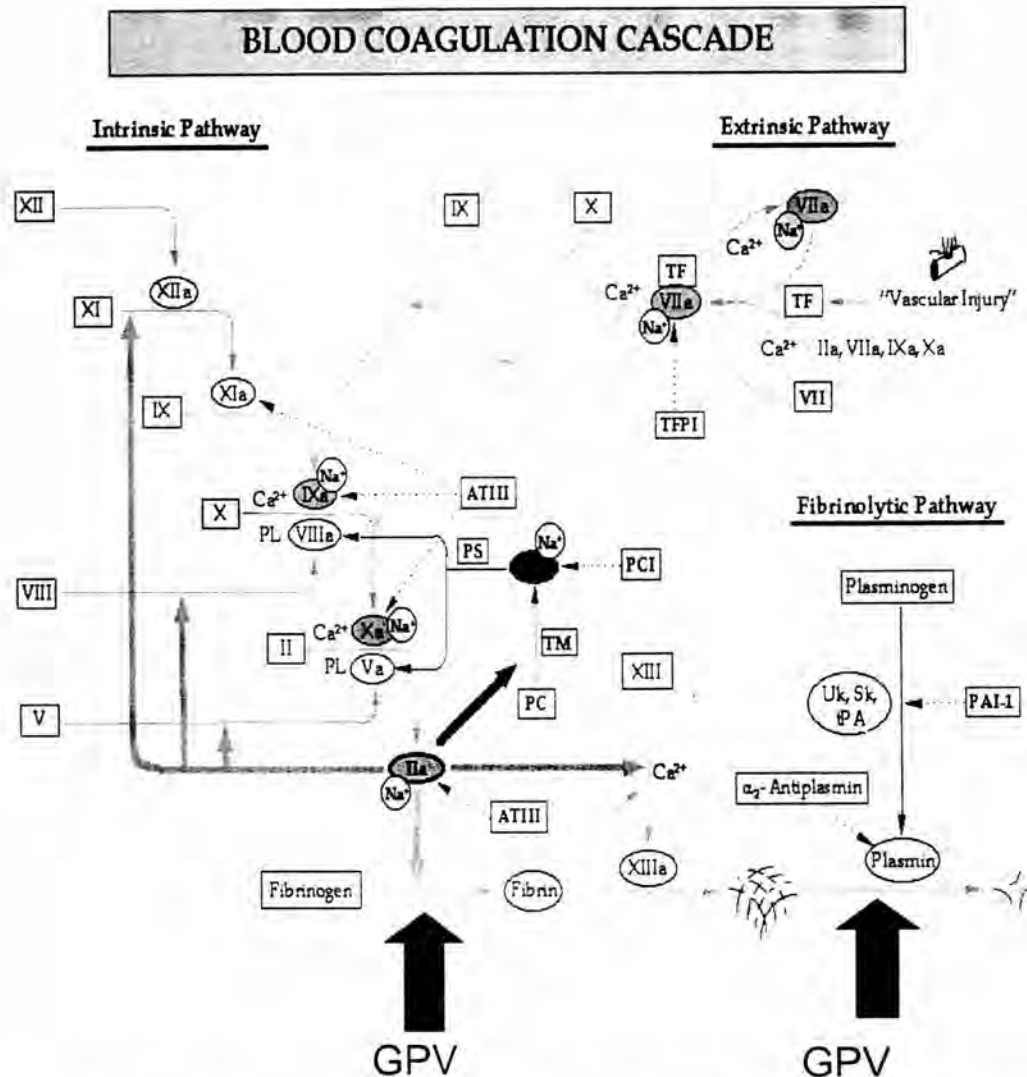 BLOOD COAGULATION CASCADE
Intrinsic Pathway
Extrinsic Pathway
XII
IX
X
VIIa
Na⁺
Ca²⁺
TF
XIIa
Ca²⁺
VIIa
TF
"Vascular Injury"
XI
Na⁺
Ca²⁺ IIa, VIIa, IXa, Xa
XIa
VII
IX
TFPI
Na⁺
Ca²⁺
IXa
ATIII
X
Fibrinolytic Pathway
PL
VIIIa
PS
Na⁺
PCI
VIII
Plasminogen
Ca²⁺
Xa
Na⁺
II
TM
PL
Va
XIII
PC
Uk, Sk,
tPA
PAI-1
V
IIa
Ca²⁺
Na⁺
α₂-Antiplasmin
ATIII
XIIIa
Plasmin
Fibrinogen
Fibrin
GPV
GPV